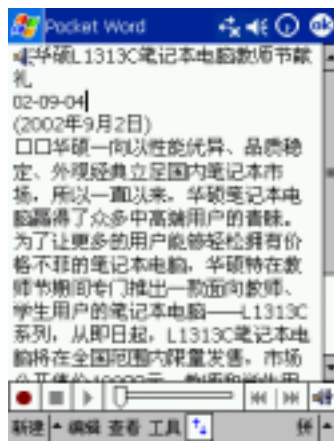 Pocket Word
ok
华硕L1313C笔记本电脑教师节献
礼
02-09-04
(2002年9月2日)
口口华硕一向以性能优异、品质稳
定、外观经典立足国内笔记本市
场，所以一直以来，华硕笔记本电
脑赢得了众多中高端用户的青睐。
为了让更多的用户能够轻松拥有价
格不菲的笔记本电脑，华硕特在教
师节期间专门推出一款面向教师、
学生用户的笔记本电脑——L1313C
系列，从即日起，L1313C笔记本电
脑将在全国范围内限量发售，市场
新建 编辑 查看 工具 拼